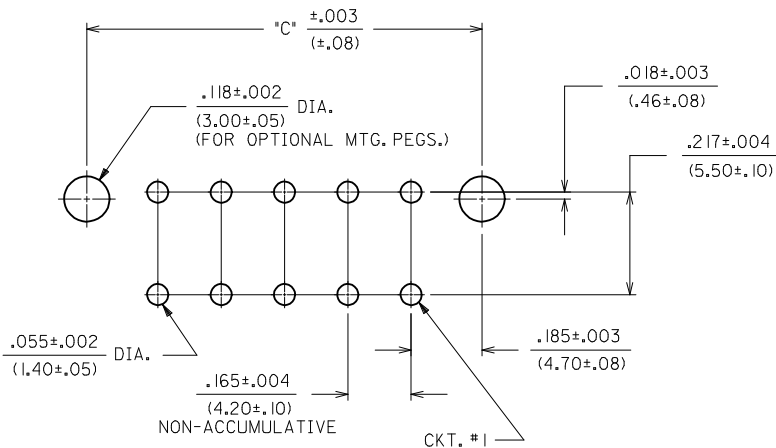 "C" ±.003
(±.08)
.118±.002 DIA.
(3.00±.05)
(FOR OPTIONAL MTG. PEGS.)
.018±.003
(.46±.08)
.217±.004
(5.50±.10)
.055±.002 DIA.
(1.40±.05)
.165±.004
(4.20±.10)
NON-ACCUMULATIVE
.185±.003
(4.70±.08)
CKT. #1